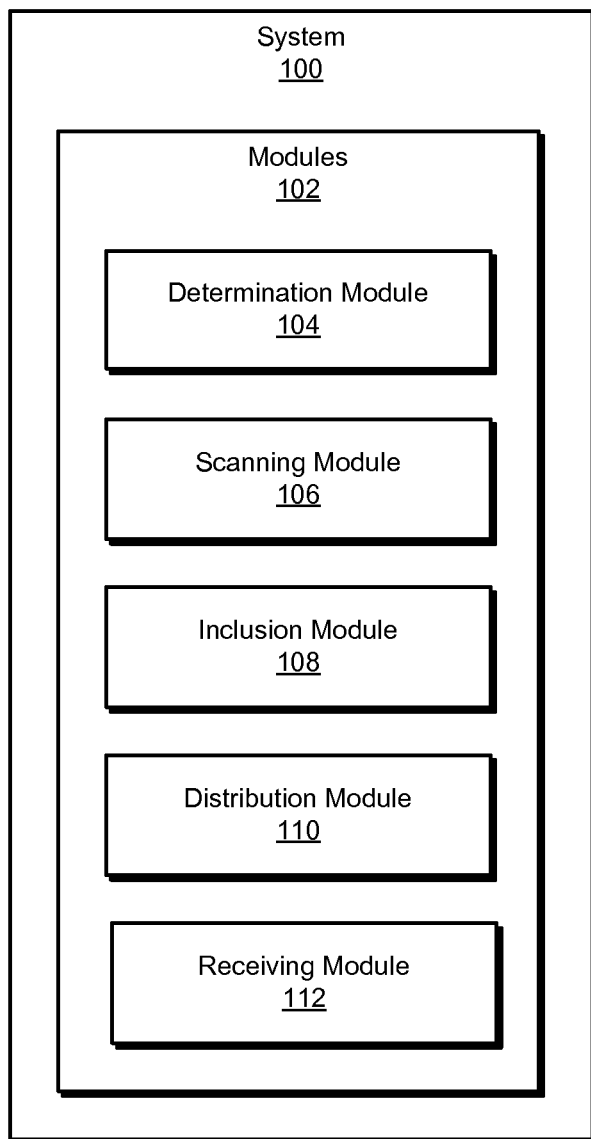 System
100
Modules
102
Determination Module
104
Scanning Module
106
Inclusion Module
108
Distribution Module
110
Receiving Module
112